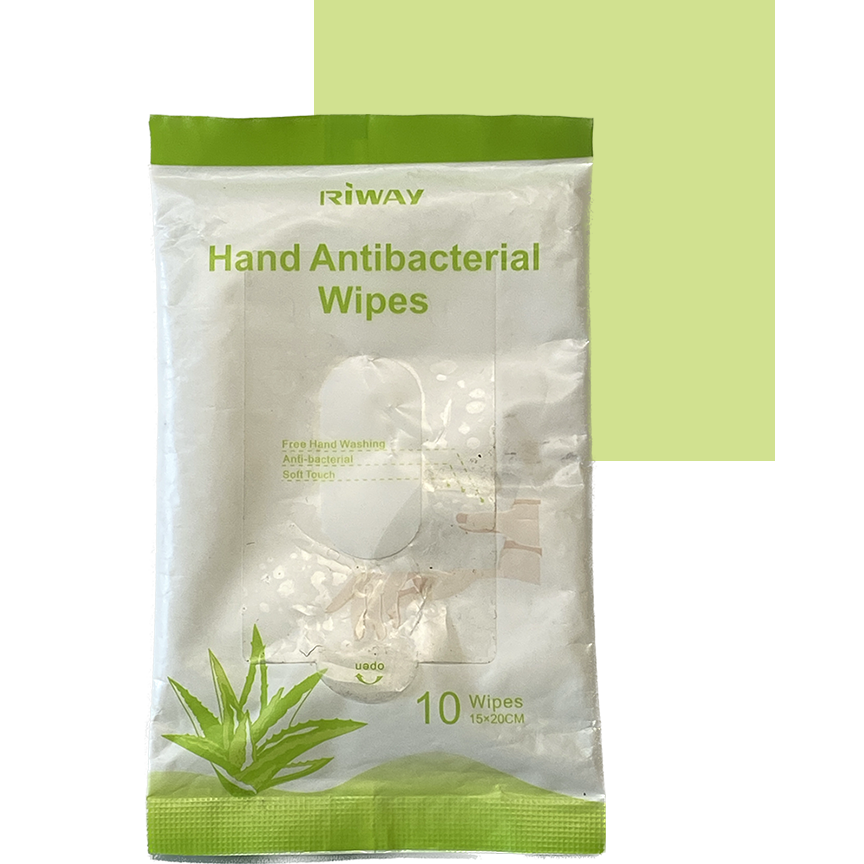 RIWAY
Hand Antibacterial
Wipes
Free Hand Washing
Anti-bacterial
Soft Touch
open
10 Wipes
15×20CM